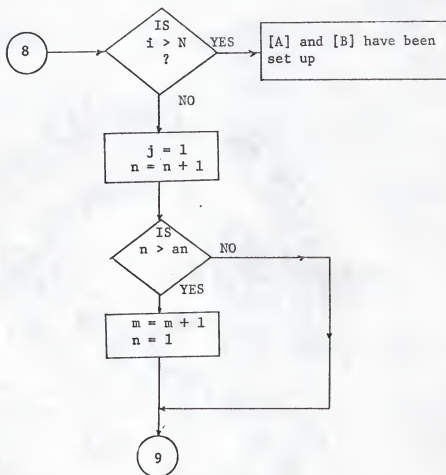 8
IS
i > N
?
YES
[A] and [B] have been
set up
NO
j = 1
n = n + 1
IS
n > an
NO
YES
m = m + 1
n = 1
9